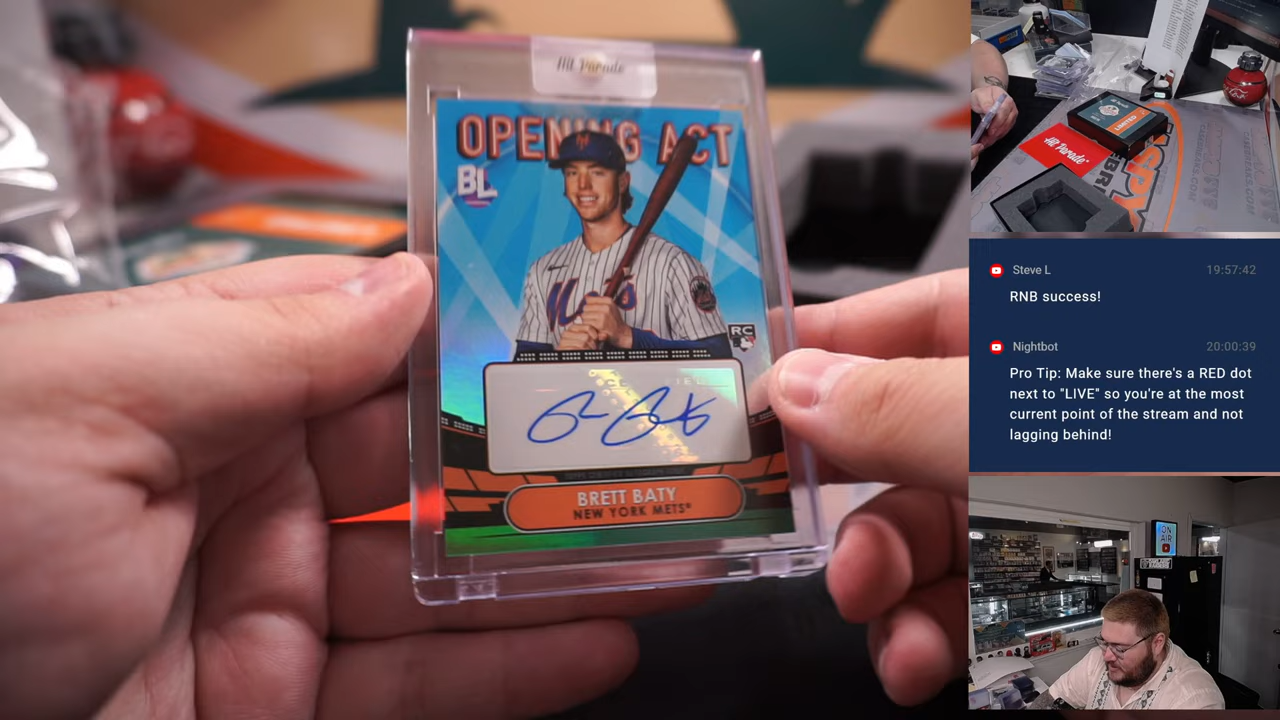 Hit Parade
OPENING ACT
BL
Mets
RC
BRETT BATY
NEW YORK METS
Hit Parade
LIMITED
Steve L 19:57:42
RNB success!
Nightbot 20:00:39
Pro Tip: Make sure there's a RED dot
next to "LIVE" so you're at the most
current point of the stream and not
lagging behind!
ON
AIR